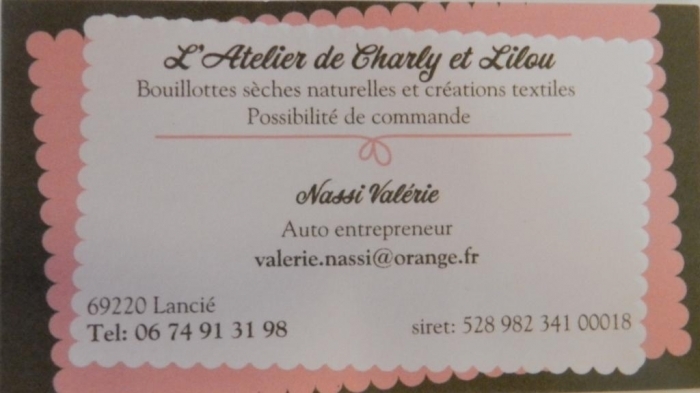 L'Atelier de Charly et Lilou
Bouillottes sèches naturelles et créations textiles
Possibilité de commande
Nassi Valérie
Auto entrepreneur
valerie.nassi@orange.fr
69220 Lancié
Tel: 06 74 91 31 98
siret: 528 982 341 00018